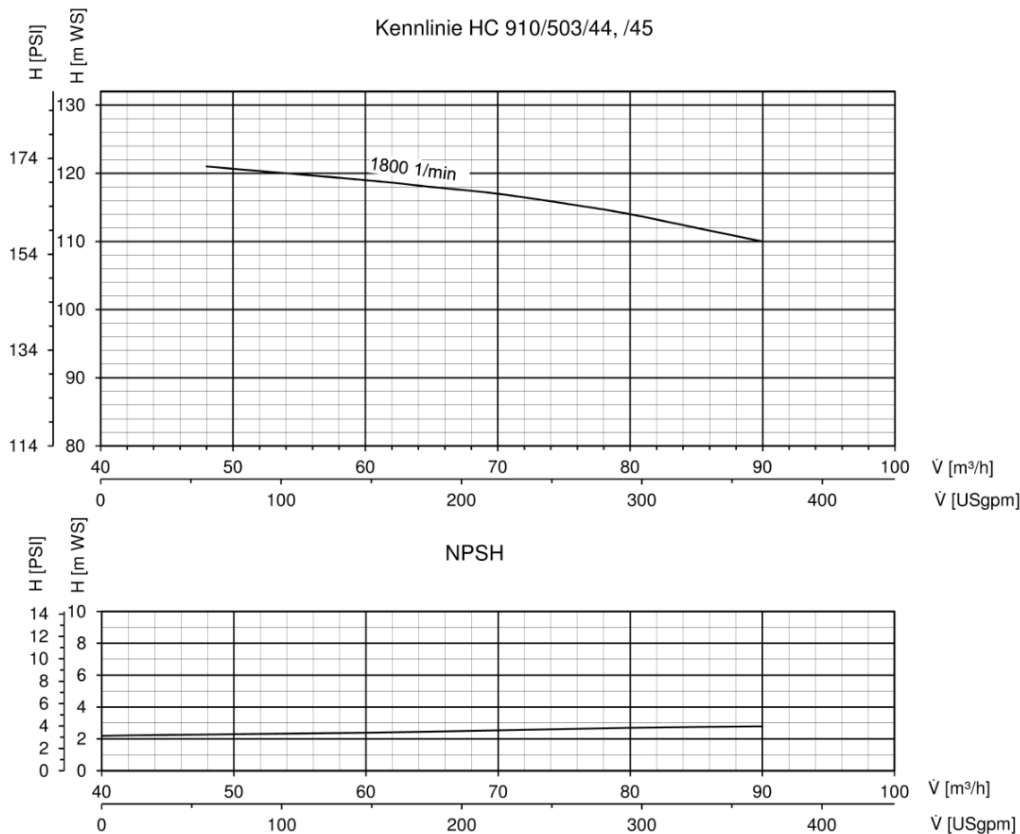 Kennlinie HC 910/503/44, /45
H [PSI]
H [m WS]
130
174
120
1800 1/min
110
154
100
134
90
114
80
40 50 60 70 80 90 100 V̇ [m³/h]
0 100 200 300 400 V̇ [USgpm]
NPSH
H [PSI]
H [m WS]
14 10
12
10 8
8 6
6
4 4
2 2
0 0
40 50 60 70 80 90 100 V̇ [m³/h]
0 100 200 300 400 V̇ [USgpm]